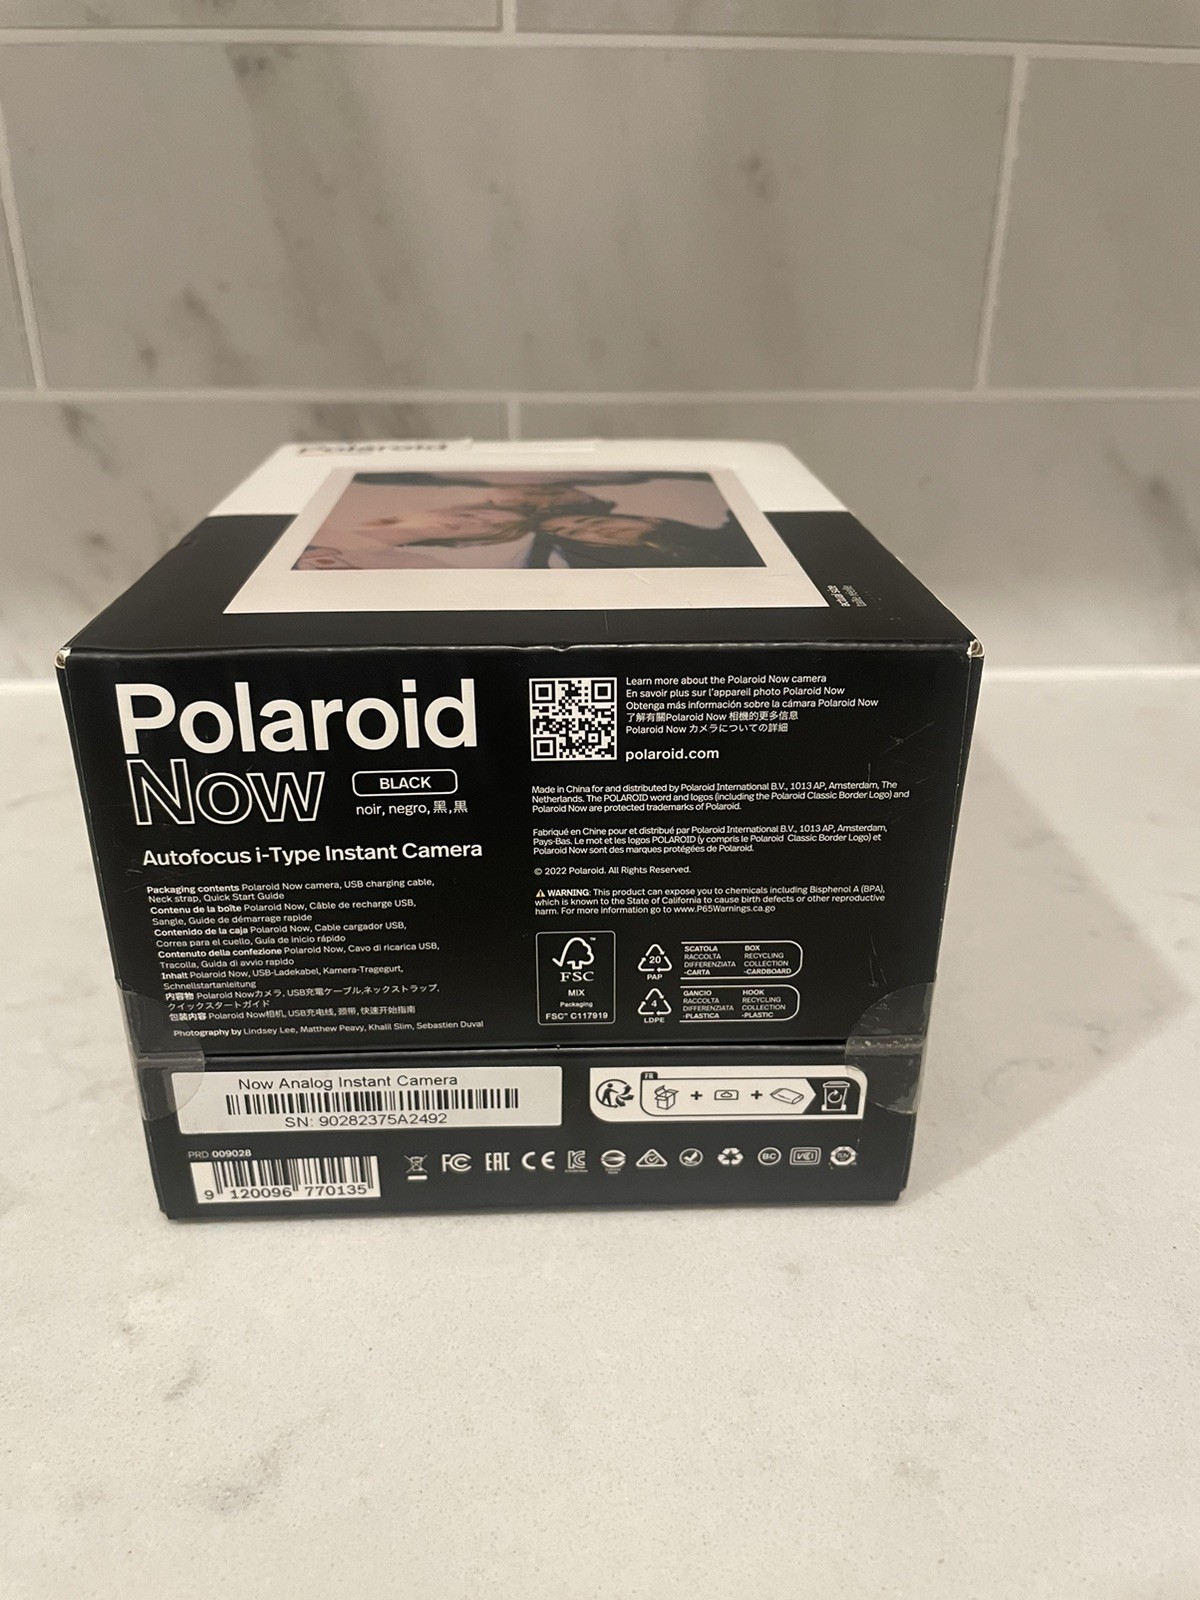 Polaroid
actual size
Polaroid
Now
BLACK
noir, negro, 黑,黒
Autofocus i-Type Instant Camera
Packaging contents Polaroid Now camera, USB charging cable,
Neck strap, Quick Start Guide
Contenu de la boîte Polaroid Now, Câble de recharge USB,
Sangle, Guide de démarrage rapide
Contenido de la caja Polaroid Now, Cable cargador USB,
Correa para el cuello, Guía de inicio rápido
Contenuto della confezione Polaroid Now, Cavo di ricarica USB,
Tracolla, Guida di avvio rapido
Inhalt Polaroid Now, USB-Ladekabel, Kamera-Tragegurt,
Schnellstartanleitung
内容物 Polaroid Nowカメラ, USB充電ケーブル,ネックストラップ,
クイックスタートガイド
包装内容 Polaroid Now相机, USB充电线, 颈带, 快速开始指南
Photography by Lindsey Lee, Matthew Peavy, Khalil Slim, Sebastien Duval
Learn more about the Polaroid Now camera
En savoir plus sur l'appareil photo Polaroid Now
Obtenga más información sobre la cámara Polaroid Now
了解有關Polaroid Now 相機的更多信息
Polaroid Now カメラについての詳細
polaroid.com
Made in China for and distributed by Polaroid International B.V., 1013 AP, Amsterdam, The
Netherlands. The POLAROID word and logos (including the Polaroid Classic Border Logo) and
Polaroid Now are protected trademarks of Polaroid.
Fabriqué en Chine pour et distribué par Polaroid International B.V., 1013 AP, Amsterdam,
Pays-Bas. Le mot et les logos POLAROID (y compris le Polaroid Classic Border Logo) et
Polaroid Now sont des marques protégées de Polaroid.
© 2022 Polaroid. All Rights Reserved.
⚠ WARNING: This product can expose you to chemicals including Bisphenol A (BPA),
which is known to the State of California to cause birth defects or other reproductive
harm. For more information go to www.P65Warnings.ca.go
FSC™
MIX
Packaging
FSC™ C117919
20
PAP
SCATOLA
RACCOLTA
DIFFERENZIATA
-CARTA
BOX
RECYCLING
COLLECTION
-CARDBOARD
4
LDPE
GANCIO
RACCOLTA
DIFFERENZIATA
-PLASTICA
HOOK
RECYCLING
COLLECTION
-PLASTIC
Now Analog Instant Camera
SN: 90282375A2492
FR
+ +
PRD 009028
9 120096 770135
FC EAC CE
BC